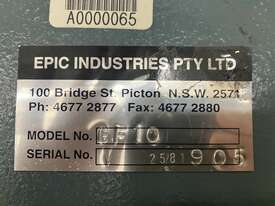 A0000065
EPIC INDUSTRIES PTY LTD
100 Bridge St. Picton N.S.W. 2571
Ph: 4677 2877 Fax: 4677 2880
MODEL No.
SERIAL No. 25/81 905